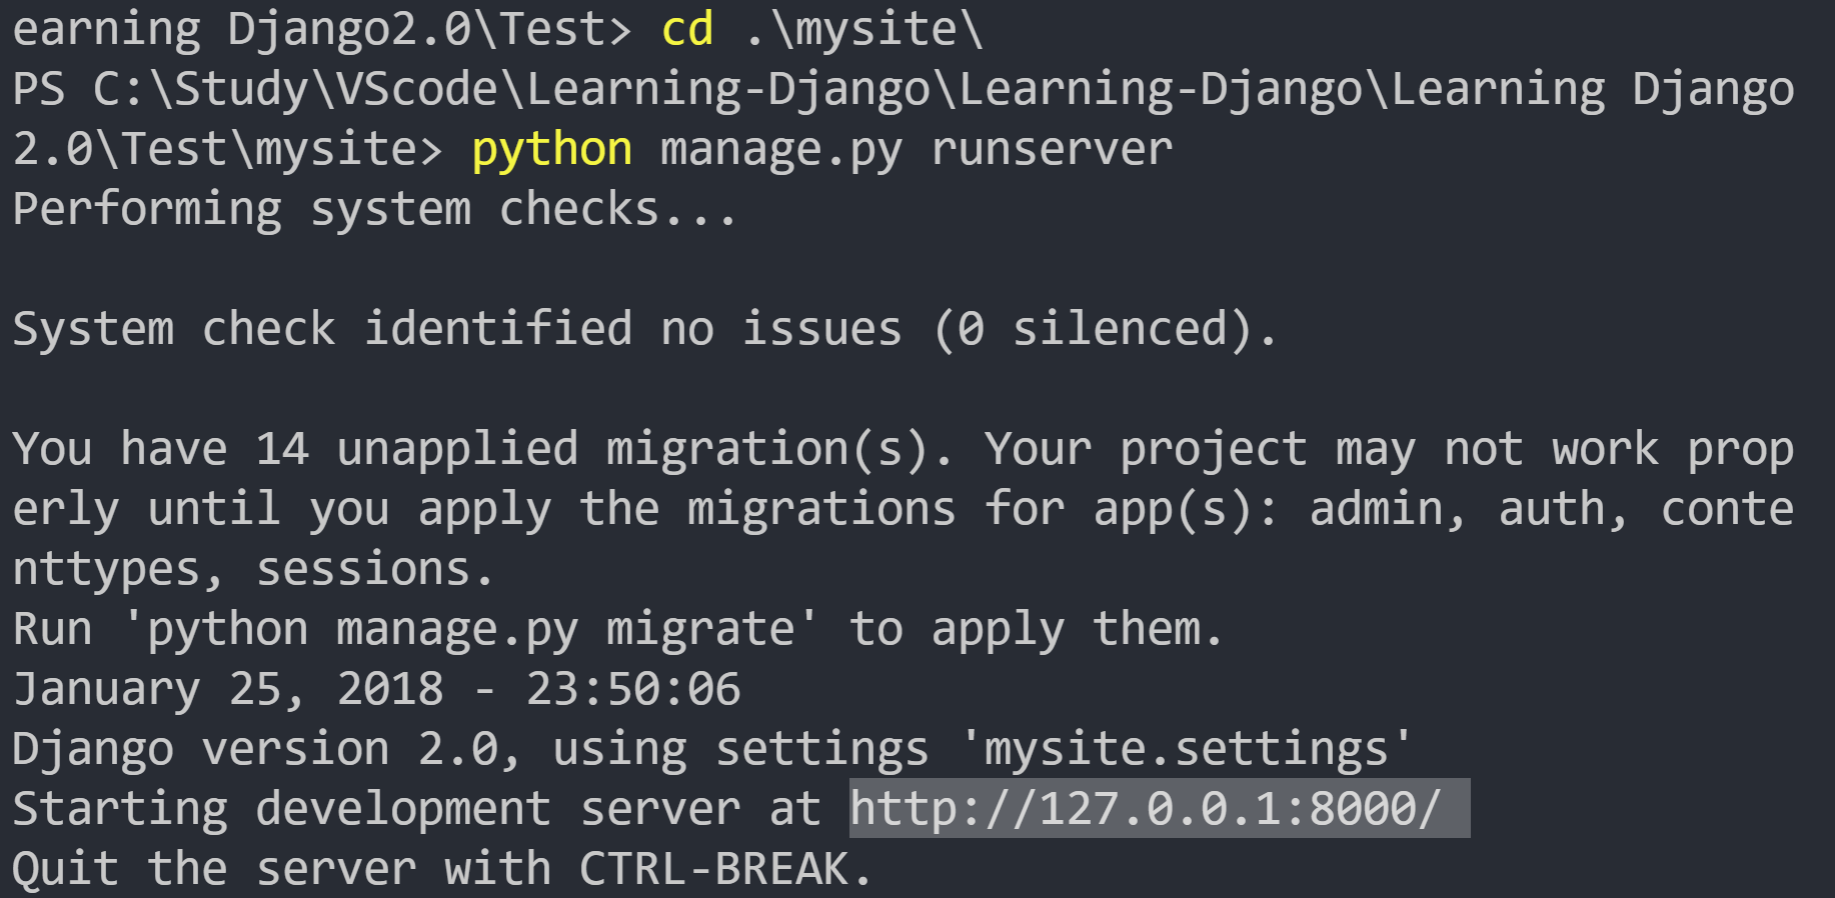 earning Django2.0\Test> cd .\mysite\
PS C:\Study\VScode\Learning-Django\Learning-Django\Learning Django
2.0\Test\mysite> python manage.py runserver
Performing system checks...
System check identified no issues (0 silenced).
You have 14 unapplied migration(s). Your project may not work prop
erly until you apply the migrations for app(s): admin, auth, conte
nttypes, sessions.
Run 'python manage.py migrate' to apply them.
January 25, 2018 - 23:50:06
Django version 2.0, using settings 'mysite.settings'
Starting development server at http://127.0.0.1:8000/
Quit the server with CTRL-BREAK.